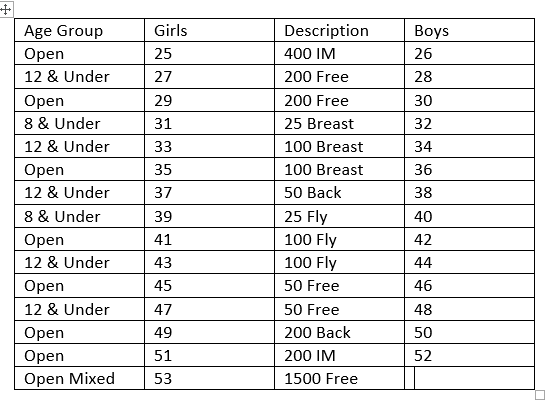 Age Group Girls Description Boys
Open 25 400 IM 26
12 & Under 27 200 Free 28
Open 29 200 Free 30
8 & Under 31 25 Breast 32
12 & Under 33 100 Breast 34
Open 35 100 Breast 36
12 & Under 37 50 Back 38
8 & Under 39 25 Fly 40
Open 41 100 Fly 42
12 & Under 43 100 Fly 44
Open 45 50 Free 46
12 & Under 47 50 Free 48
Open 49 200 Back 50
Open 51 200 IM 52
Open Mixed 53 1500 Free